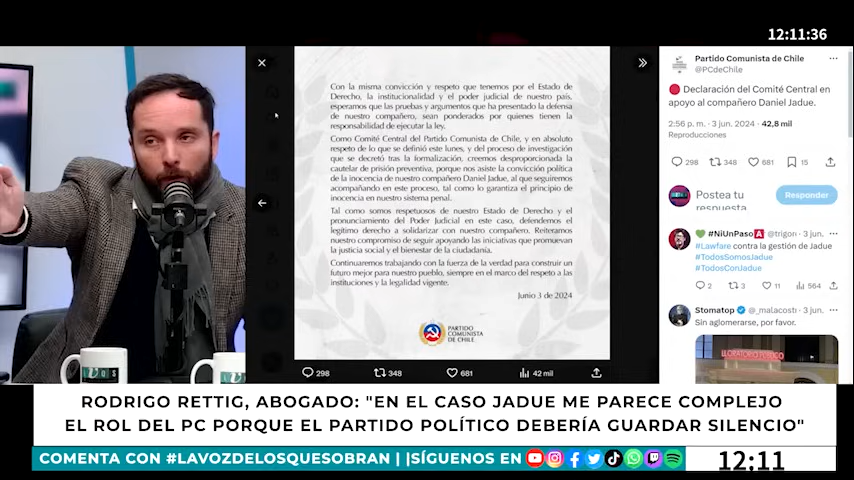 12:11:36
Con la misma convicción y respeto que tenemos por el Estado de
Derecho, la institucionalidad y el poder judicial de nuestro país,
esperamos que las pruebas y argumentos que ha presentado la defensa
de nuestro compañero, sean ponderados por quienes tienen la
responsabilidad de ejecutar la ley.
Como Comité Central del Partido Comunista de Chile, y en absoluto
respeto de lo que se definió este lunes, y del proceso de investigación
que se decretó tras la formalización, creemos desproporcionada la
cautelar de prisión preventiva, porque nos asiste la convicción política
de la inocencia de nuestro compañero Daniel Jadue, al que seguiremos
acompañando en este proceso, tal como lo garantiza el principio de
inocencia en nuestro sistema penal.
Tal como somos respetuosos de nuestro Estado de Derecho y el
pronunciamiento del Poder Judicial en este caso, defendemos el
legítimo derecho a solidarizar con nuestro compañero. Reiteramos
nuestro compromiso de seguir apoyando las iniciativas que promuevan
la justicia social y el bienestar de la ciudadanía.
Continuaremos trabajando con la fuerza de la verdad para construir un
futuro mejor para nuestro pueblo, siempre en el marco del respeto a las
instituciones y la legalidad vigente.
Junio 3 de 2024
PARTIDO
COMUNISTA
DE CHILE
298 348 681 42 mil
Partido Comunista de Chile
@PCdeChile
Declaración del Comité Central en
apoyo al compañero Daniel Jadue.
2:56 p. m. · 3 jun. 2024 · 42,8 mil
Reproducciones
298 348 681 15
Postea tu
respuesta
Responder
#NiUnPaso A @trigon · 3 jun.
#Lawfare contra la gestión de Jadue
#TodosSomosJadue
#TodosConJadue
2 3 11 564
Stomatop @_malacost · 3 jun.
Sin aglomerarse, por favor.
LLORATORIO PÚBLICO
VQS
RODRIGO RETTIG, ABOGADO: "EN EL CASO JADUE ME PARECE COMPLEJO
EL ROL DEL PC PORQUE EL PARTIDO POLÍTICO DEBERÍA GUARDAR SILENCIO"
COMENTA CON #LAVOZDELOSQUESOBRAN | |SÍGUENOS EN
12:11